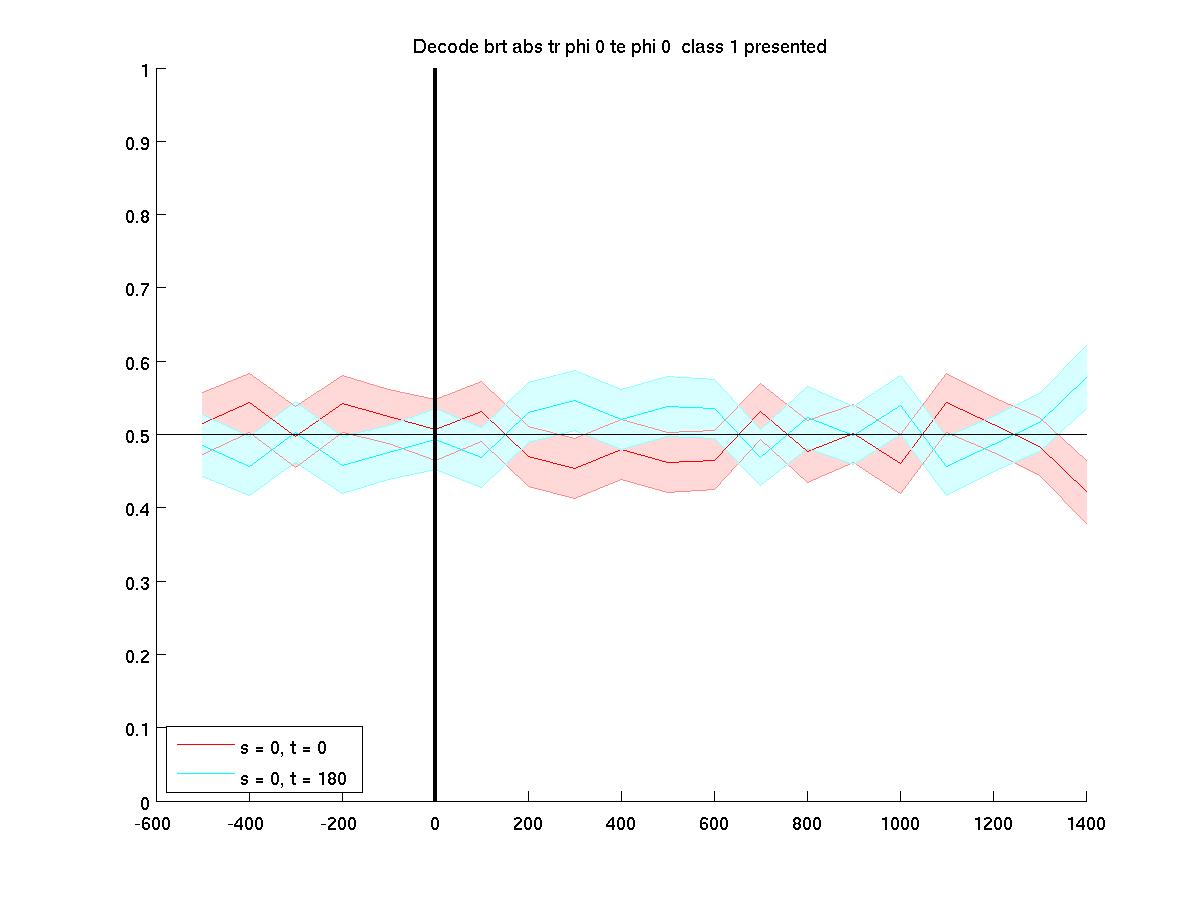 Decode brt abs tr phi 0 te phi 0  class 1 presented
1
0.9
0.8
0.7
0.6
0.5
0.4
0.3
0.2
0.1
0
s = 0, t = 0
s = 0, t = 180
-600 -400 -200 0 200 400 600 800 1000 1200 1400